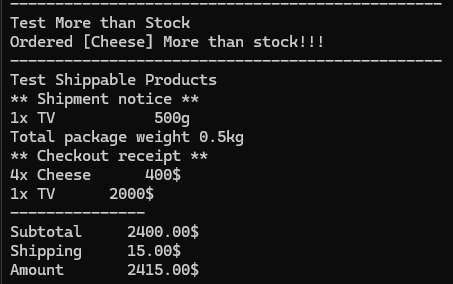 ------------------------------------------------
Test More than Stock
Ordered [Cheese] More than stock!!!
------------------------------------------------
Test Shippable Products
** Shipment notice **
1x TV           500g
Total package weight 0.5kg
** Checkout receipt **
4x Cheese      400$
1x TV      2000$
---------------
Subtotal     2400.00$
Shipping     15.00$
Amount       2415.00$